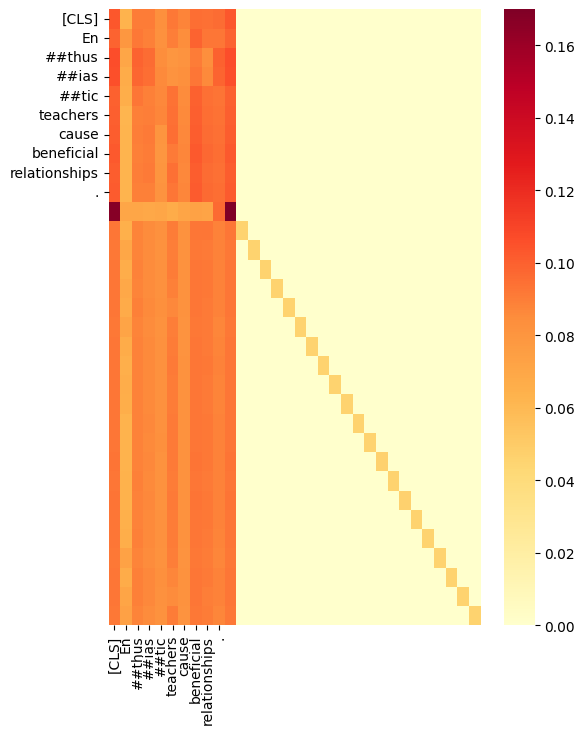 [CLS]
En
##thus
##ias
##tic
teachers
cause
beneficial
relationships
.
0.16
0.14
0.12
0.10
0.08
0.06
0.04
0.02
0.00
[CLS]
En
##thus
##ias
##tic
teachers
cause
beneficial
relationships
.